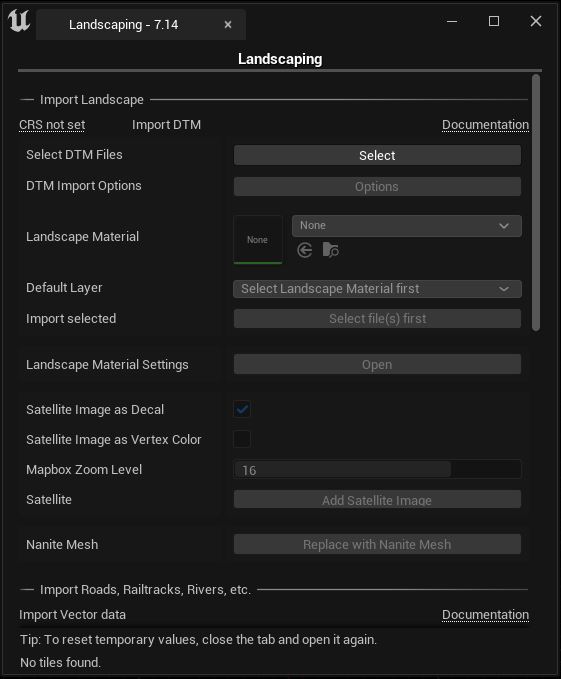 Landscaping - 7.14
Landscaping
Import Landscape
CRS not set Import DTM Documentation
Select DTM Files Select
DTM Import Options Options
Landscape Material None None
Default Layer Select Landscape Material first
Import selected Select file(s) first
Landscape Material Settings Open
Satellite Image as Decal
Satellite Image as Vertex Color
Mapbox Zoom Level 16
Satellite Add Satellite Image
Nanite Mesh Replace with Nanite Mesh
Import Roads, Railtracks, Rivers, etc.
Import Vector data Documentation
Tip: To reset temporary values, close the tab and open it again.
No tiles found.